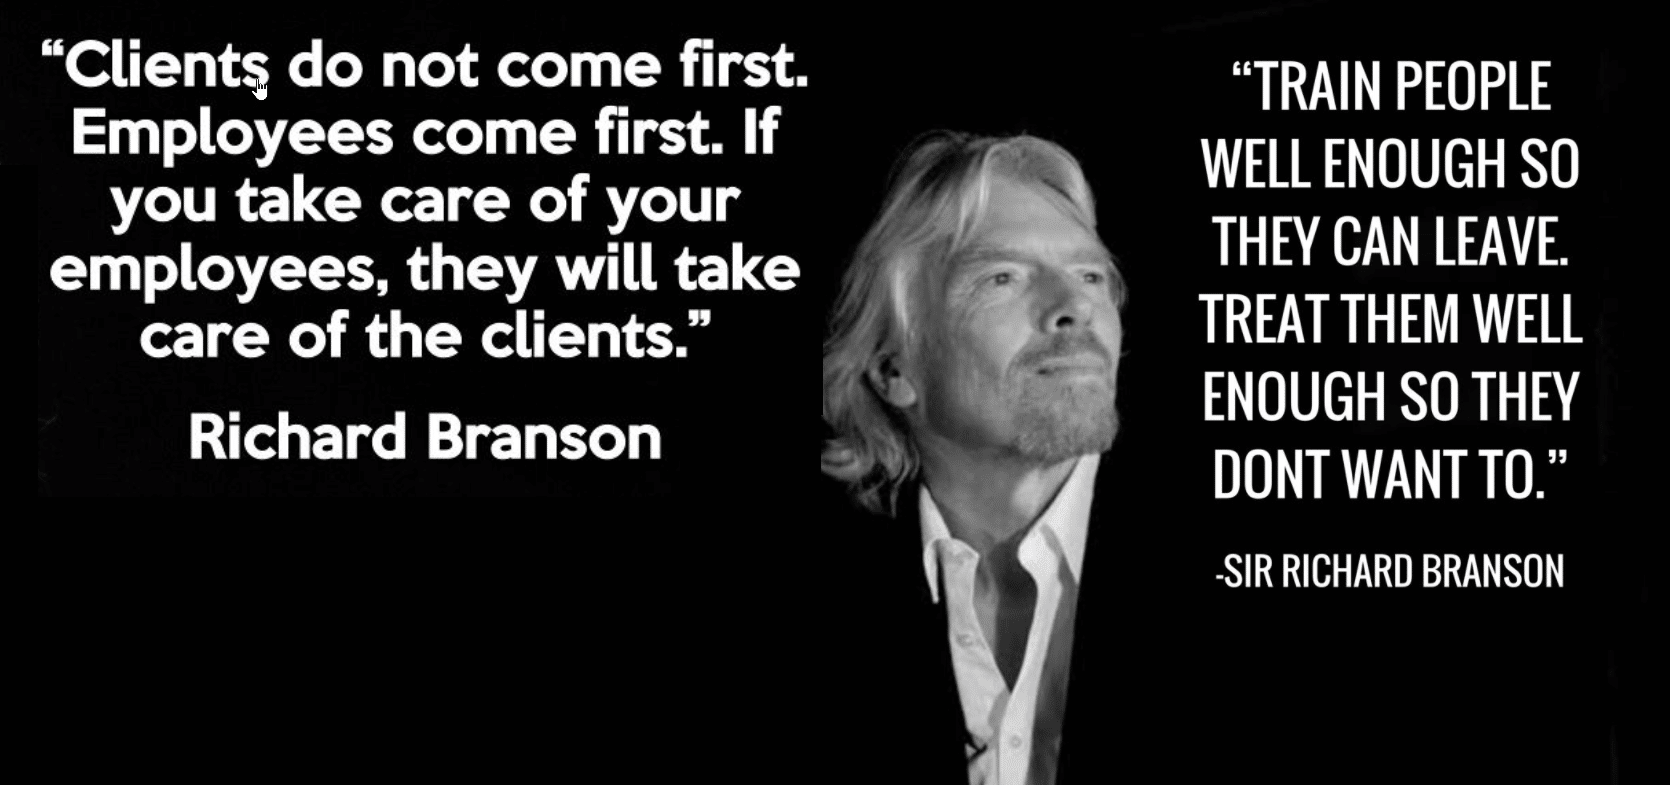 “Clients do not come first.
Employees come first. If
you take care of your
employees, they will take
care of the clients.”
Richard Branson
“TRAIN PEOPLE
WELL ENOUGH SO
THEY CAN LEAVE.
TREAT THEM WELL
ENOUGH SO THEY
DONT WANT TO.”
-SIR RICHARD BRANSON